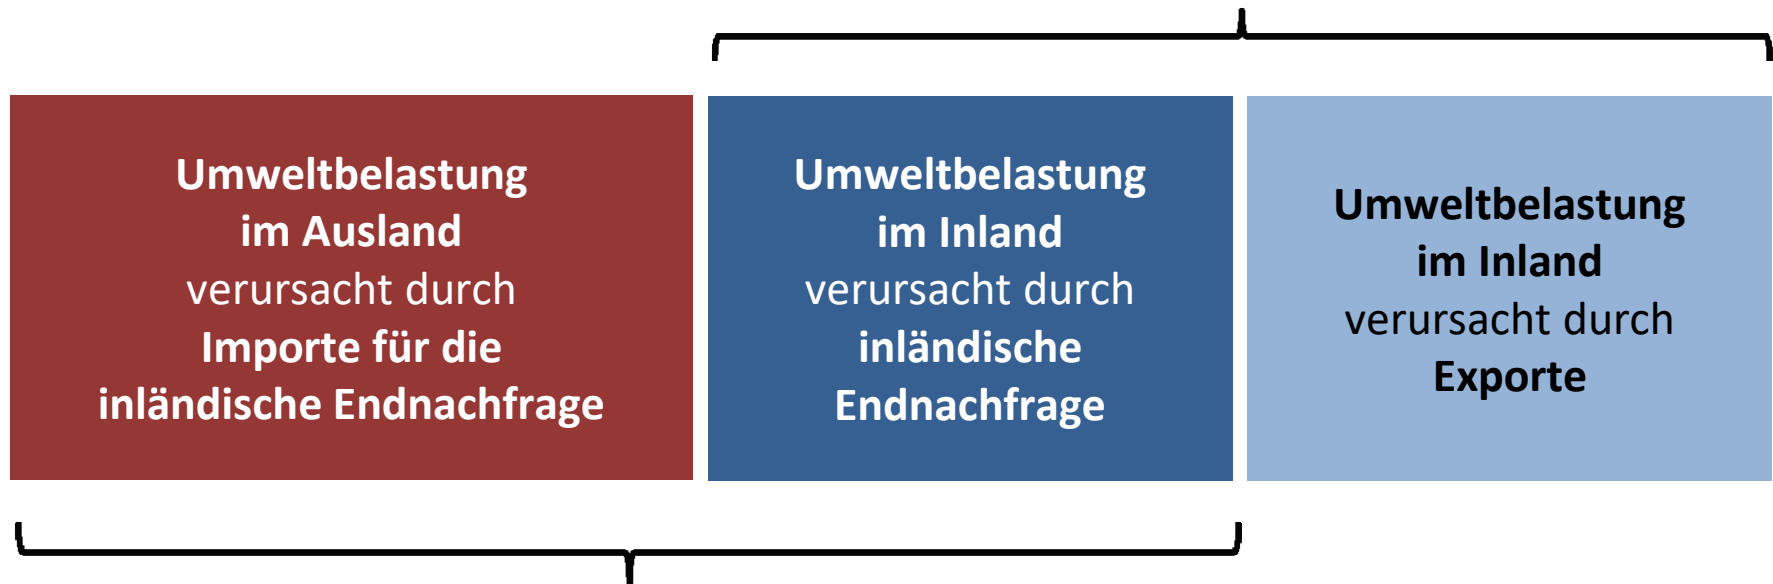 Umweltbelastung
im Ausland
verursacht durch
Importe für die
inländische Endnachfrage
Umweltbelastung
im Inland
verursacht durch
inländische
Endnachfrage
Umweltbelastung
im Inland
verursacht durch
Exporte